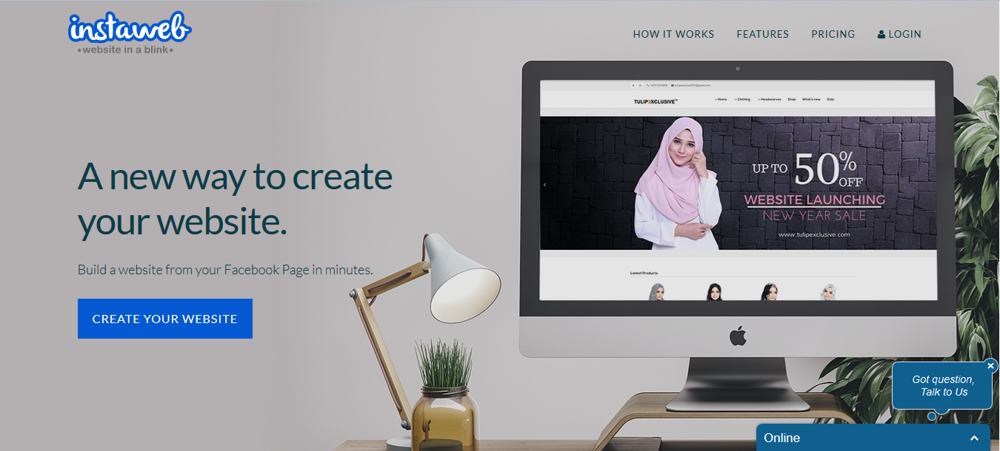 instaweb
•website in a blink•
HOW IT WORKS
FEATURES
PRICING
LOGIN
A new way to create
your website.
Build a website from your Facebook Page in minutes.
CREATE YOUR WEBSITE
TULIPEXCLUSIVE™
Home
Clothing
Headscarves
Shop
What's new
Sale
UP TO 50% OFF
WEBSITE LAUNCHING
NEW YEAR SALE
www.tulipexclusive.com
Latest Products
Got question,
Talk to Us
Online